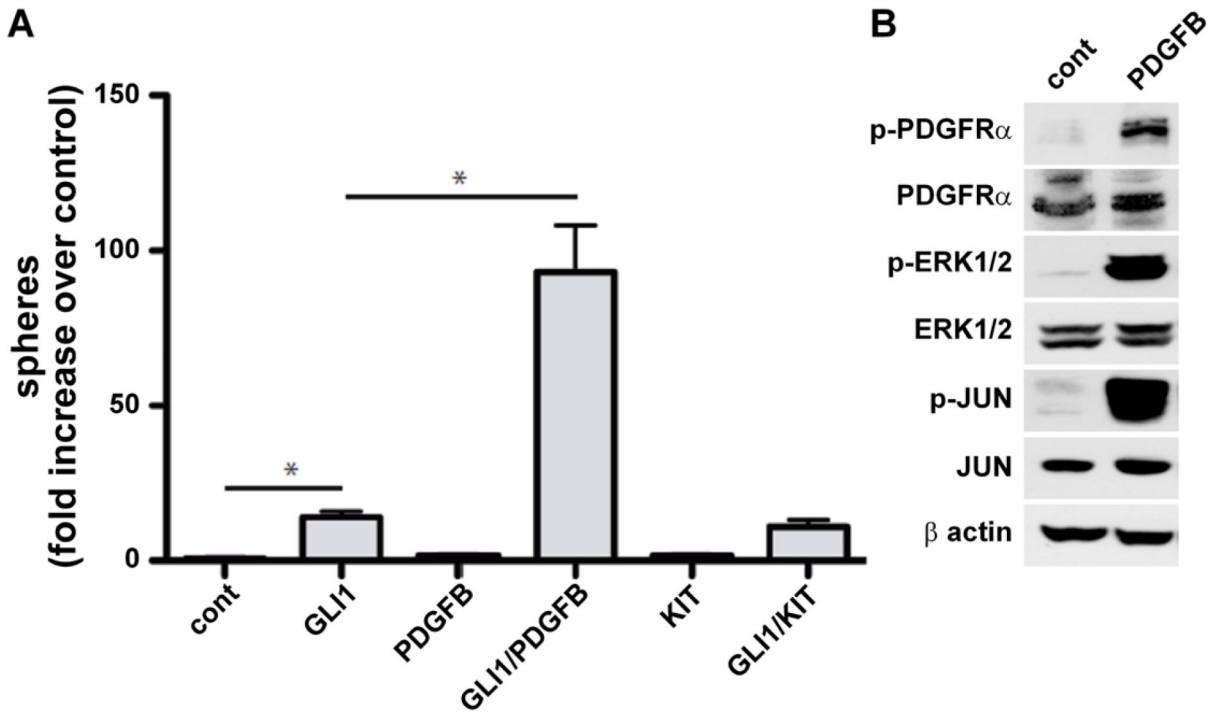 A
spheres
(fold increase over control)
150
100
50
0
*
*
cont
GLI1
PDGFB
GLI1/PDGFB
KIT
GLI1/KIT
B
cont
PDGFB
p-PDGFRα
PDGFRα
p-ERK1/2
ERK1/2
p-JUN
JUN
β actin